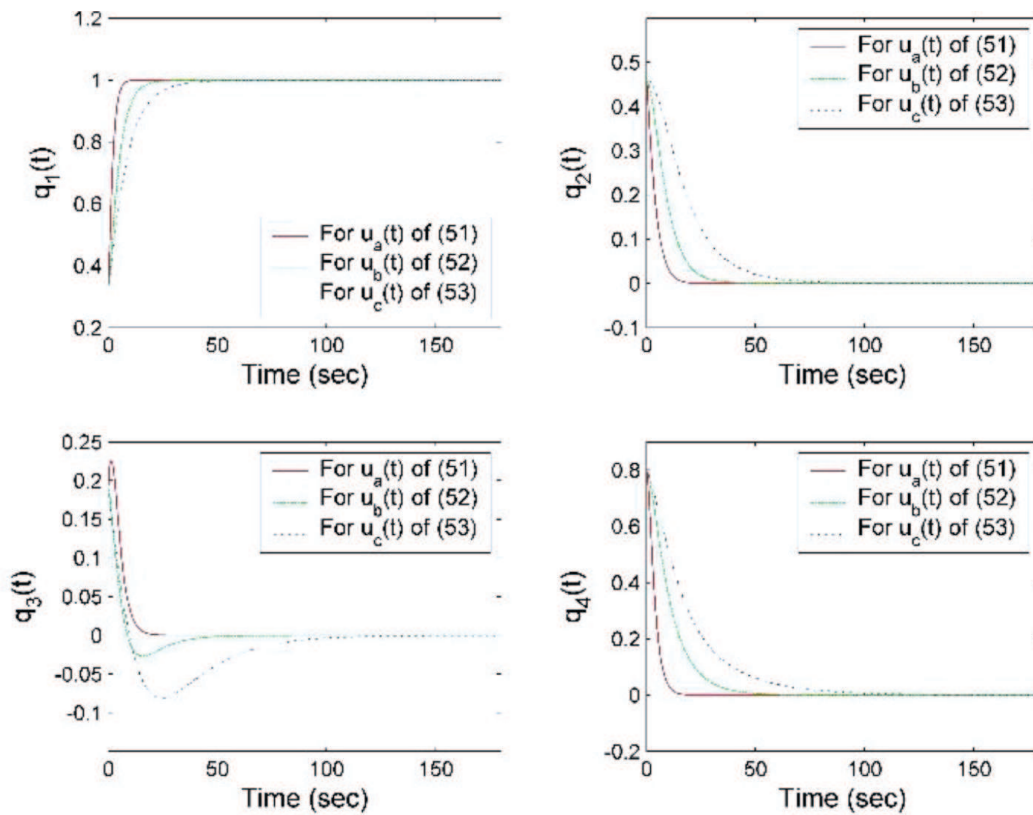 1.2
1
0.8
0.6
0.4
0.2
q1(t)
For ua(t) of (51)
For ub(t) of (52)
For uc(t) of (53)
0 50 100 150
Time (sec)
0.5
0.4
0.3
0.2
0.1
0
-0.1
q2(t)
For ua(t) of (51)
For ub(t) of (52)
For uc(t) of (53)
0 50 100 150
Time (sec)
0.25
0.2
0.15
0.1
0.05
0
-0.05
-0.1
q3(t)
For ua(t) of (51)
For ub(t) of (52)
For uc(t) of (53)
0 50 100 150
Time (sec)
0.8
0.6
0.4
0.2
0
-0.2
q4(t)
For ua(t) of (51)
For ub(t) of (52)
For uc(t) of (53)
0 50 100 150
Time (sec)